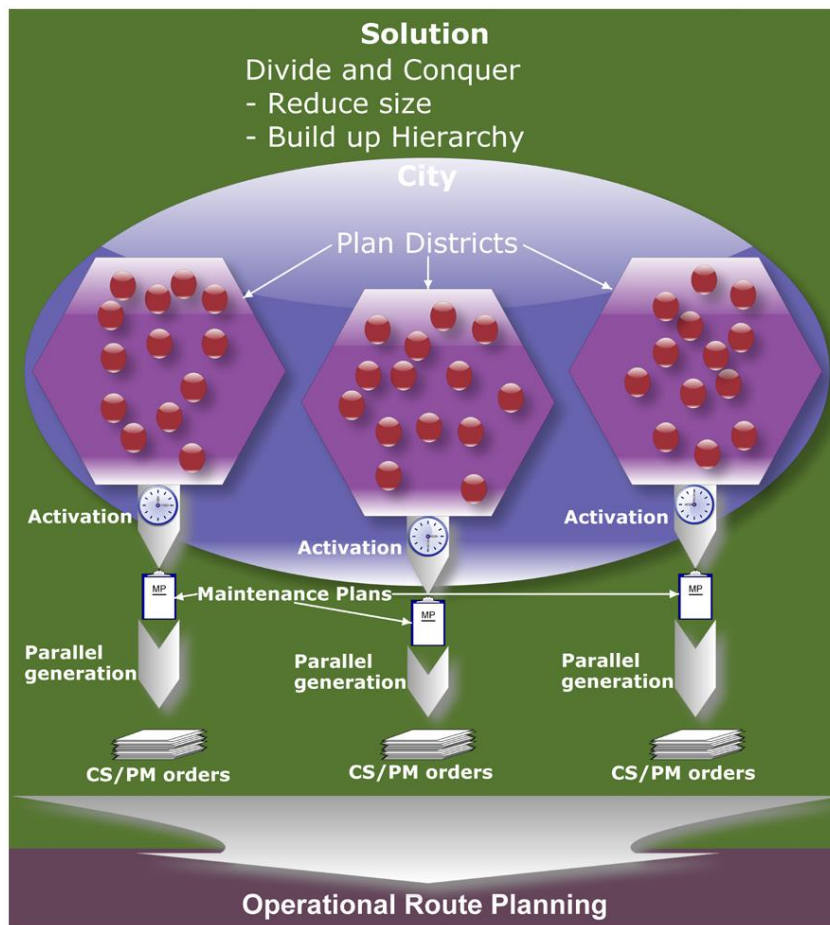 Solution
Divide and Conquer
- Reduce size
- Build up Hierarchy
City
Plan Districts
Activation
Activation
Activation
MP
Maintenance Plans
MP
MP
Parallel
generation
Parallel
generation
Parallel
generation
CS/PM orders
CS/PM orders
CS/PM orders
Operational Route Planning